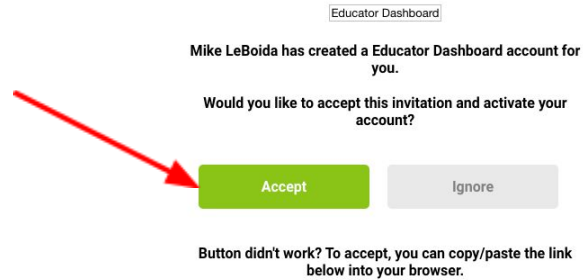 Educator Dashboard
Mike LeBoida has created a Educator Dashboard account for
you.
Would you like to accept this invitation and activate your
account?
Accept
Ignore
Button didn't work? To accept, you can copy/paste the link
below into your browser.